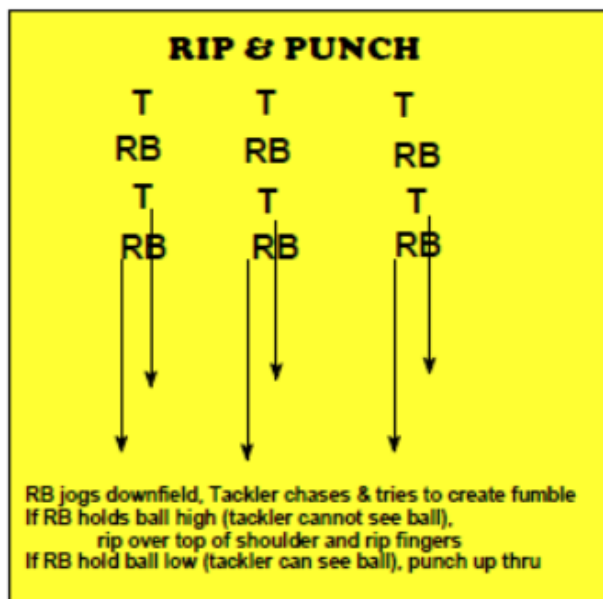 RIP & PUNCH
T T T
RB RB RB
T T T
RB RB RB
RB jogs downfield, Tackler chases & tries to create fumble
If RB holds ball high (tackler cannot see ball),
rip over top of shoulder and rip fingers
If RB hold ball low (tackler can see ball), punch up thru